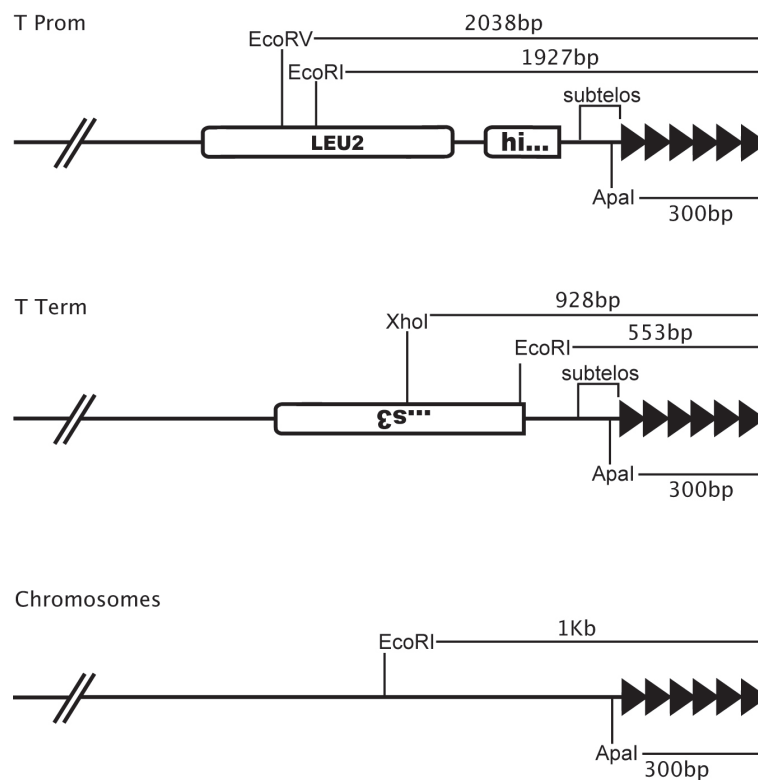 T Prom
2038bp
EcoRV
1927bp
EcoRI
subtelos
LEU2
hi...
ApaI
300bp
T Term
928bp
XhoI
553bp
EcoRI
subtelos
...s3
ApaI
300bp
Chromosomes
1Kb
EcoRI
ApaI
300bp